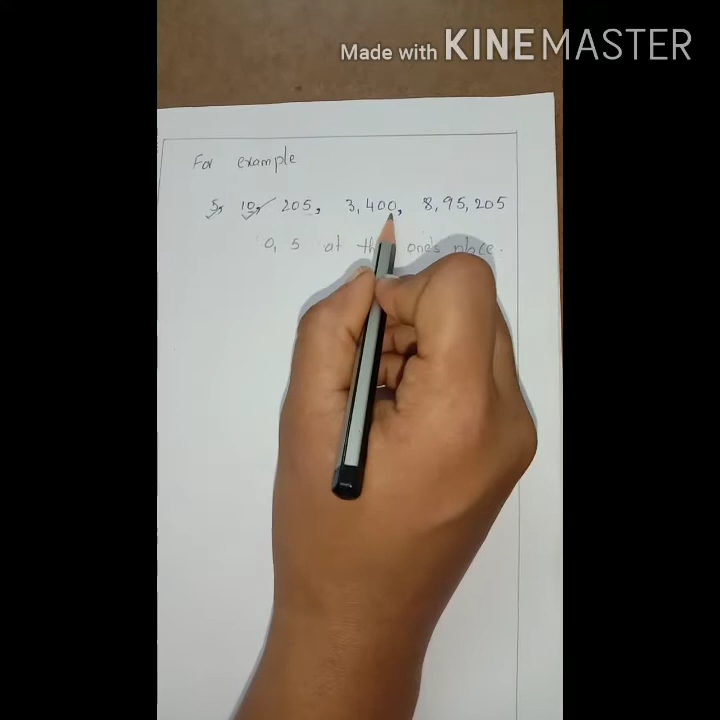 Made with KINEMASTER
For example
5, 10, 205, 3,400, 8,95,205
0, 5 at the one's place.